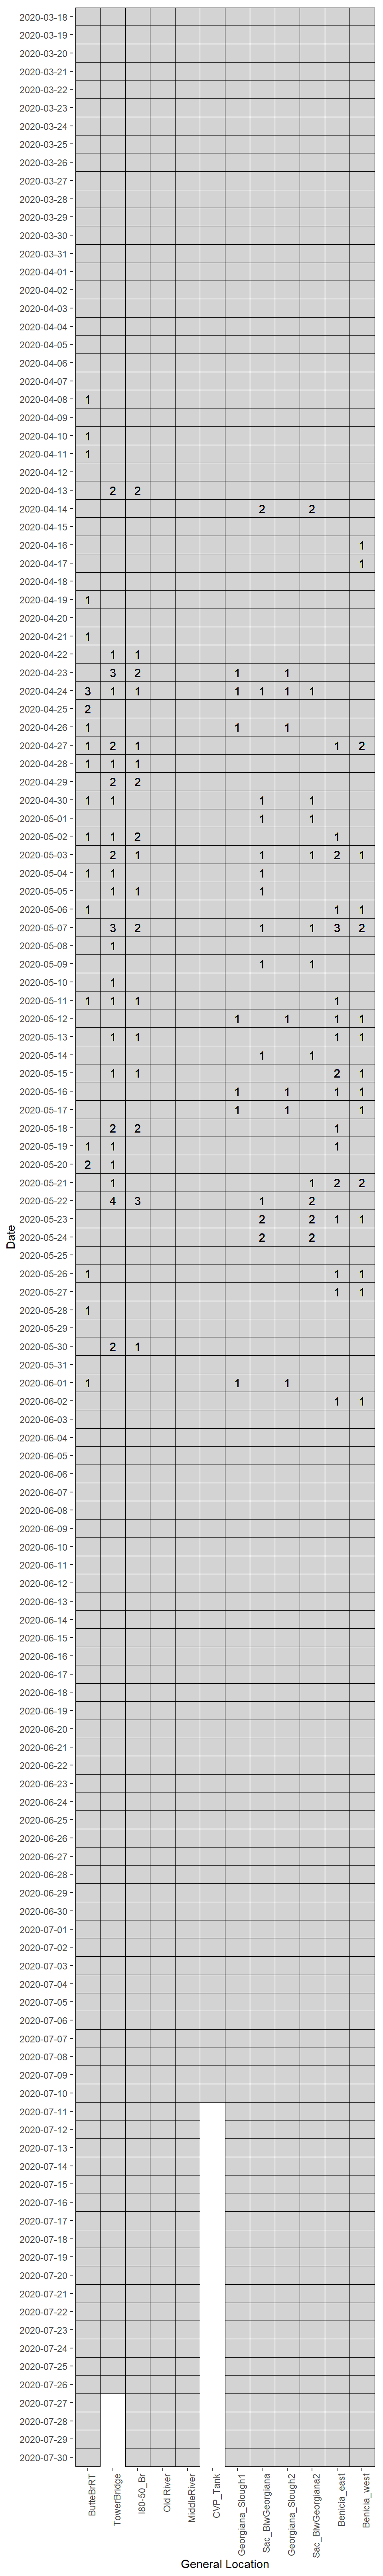 Date
2020-03-18
2020-03-19
2020-03-20
2020-03-21
2020-03-22
2020-03-23
2020-03-24
2020-03-25
2020-03-26
2020-03-27
2020-03-28
2020-03-29
2020-03-30
2020-03-31
2020-04-01
2020-04-02
2020-04-03
2020-04-04
2020-04-05
2020-04-06
2020-04-07
2020-04-08 1
2020-04-09
2020-04-10 1
2020-04-11 1
2020-04-12
2020-04-13 2 2
2020-04-14 2 2
2020-04-15
2020-04-16 1
2020-04-17 1
2020-04-18
2020-04-19 1
2020-04-20
2020-04-21 1
2020-04-22 1 1
2020-04-23 3 2 1 1
2020-04-24 3 1 1 1 1 1 1
2020-04-25 2
2020-04-26 1 1 1
2020-04-27 1 2 1 1 2
2020-04-28 1 1 1
2020-04-29 2 2
2020-04-30 1 1 1 1
2020-05-01 1 1
2020-05-02 1 1 2 1
2020-05-03 2 1 1 1 2 1
2020-05-04 1 1 1
2020-05-05 1 1 1
2020-05-06 1 1 1
2020-05-07 3 2 1 1 3 2
2020-05-08 1
2020-05-09 1 1
2020-05-10 1
2020-05-11 1 1 1 1
2020-05-12 1 1 1 1
2020-05-13 1 1 1 1
2020-05-14 1 1
2020-05-15 1 1 2 1
2020-05-16 1 1 1 1
2020-05-17 1 1 1
2020-05-18 2 2 1
2020-05-19 1 1 1
2020-05-20 2 1
2020-05-21 1 1 2 2
2020-05-22 4 3 1 2
2020-05-23 2 2 1 1
2020-05-24 2 2
2020-05-25
2020-05-26 1 1 1
2020-05-27 1 1
2020-05-28 1
2020-05-29
2020-05-30 2 1
2020-05-31
2020-06-01 1 1 1
2020-06-02 1 1
2020-06-03
2020-06-04
2020-06-05
2020-06-06
2020-06-07
2020-06-08
2020-06-09
2020-06-10
2020-06-11
2020-06-12
2020-06-13
2020-06-14
2020-06-15
2020-06-16
2020-06-17
2020-06-18
2020-06-19
2020-06-20
2020-06-21
2020-06-22
2020-06-23
2020-06-24
2020-06-25
2020-06-26
2020-06-27
2020-06-28
2020-06-29
2020-06-30
2020-07-01
2020-07-02
2020-07-03
2020-07-04
2020-07-05
2020-07-06
2020-07-07
2020-07-08
2020-07-09
2020-07-10
2020-07-11
2020-07-12
2020-07-13
2020-07-14
2020-07-15
2020-07-16
2020-07-17
2020-07-18
2020-07-19
2020-07-20
2020-07-21
2020-07-22
2020-07-23
2020-07-24
2020-07-25
2020-07-26
2020-07-27
2020-07-28
2020-07-29
2020-07-30
ButteBrRT
TowerBridge
I80-50_Br
Old River
MiddleRiver
CVP_Tank
Georgiana_Slough1
Sac_BlwGeorgiana
Georgiana_Slough2
Sac_BlwGeorgiana2
Benicia_east
Benicia_west
General Location